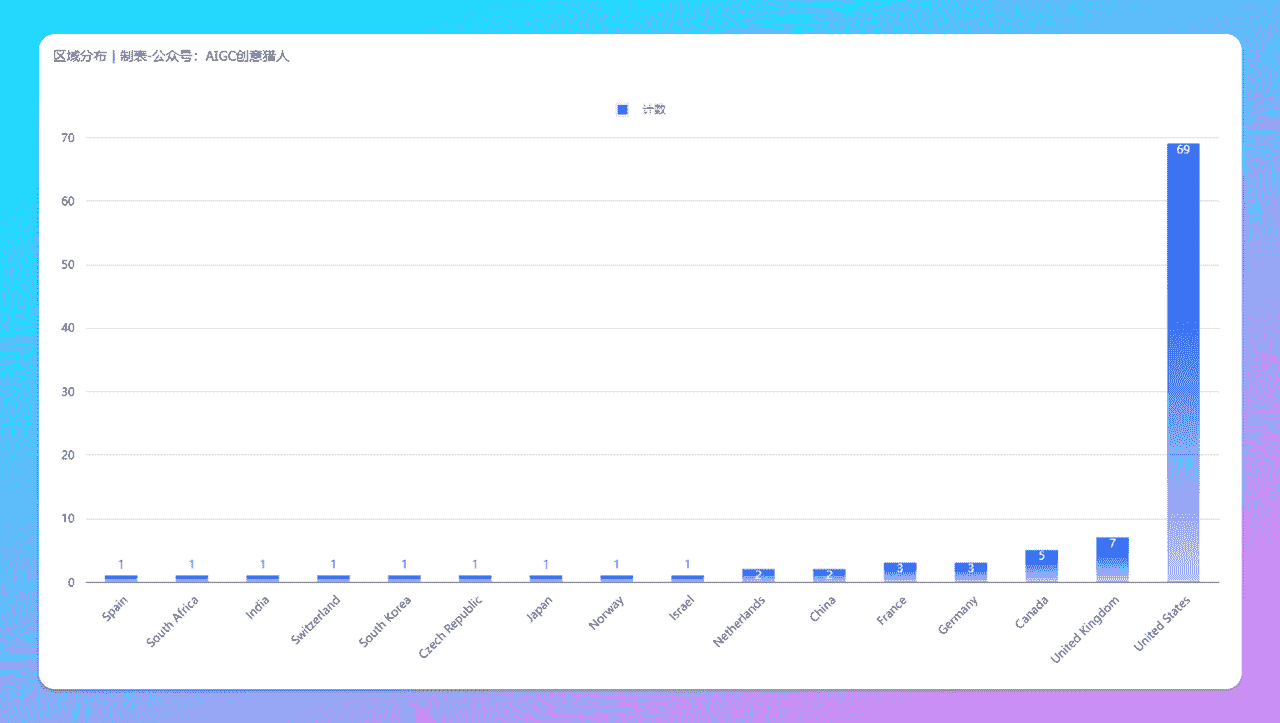 区域分布 | 制表-公众号：AIGC创意猎人
计数
70
60
50
40
30
20
10
0
1 1 1 1 1 1 1 1 1 2 2 3 3 5 7 69
Spain South Africa India Switzerland South Korea Czech Republic Japan Norway Israel Netherlands China France Germany Canada United Kingdom United States